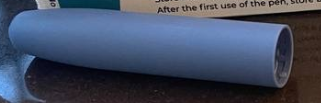 After the first use of the pen, store